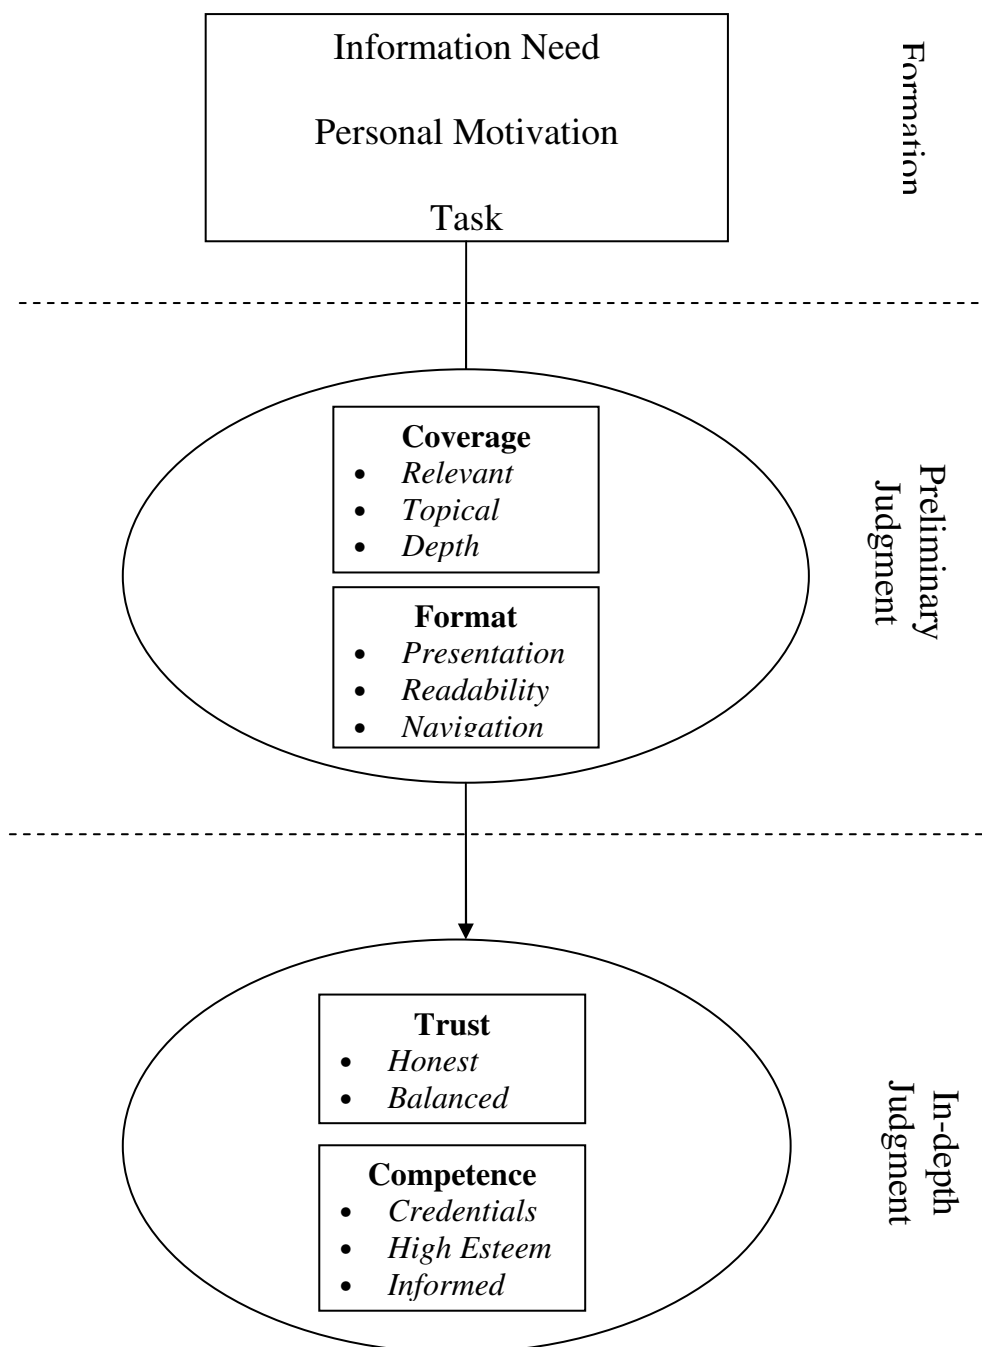 Information Need
Personal Motivation
Task
Formation
Coverage
• Relevant
• Topical
• Depth
Format
• Presentation
• Readability
• Navigation
Preliminary
Judgment
Trust
• Honest
• Balanced
Competence
• Credentials
• High Esteem
• Informed
In-depth
Judgment